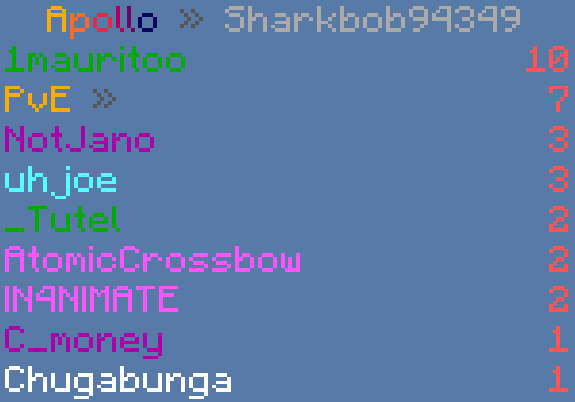 Apollo » Sharkbob94349
1mauritoo 10
PvE » 7
NotJano 3
uh_joe 3
_Tutel 2
AtomicCrossbow 2
IN4NIMATE 2
C_money 1
Chugabunga 1